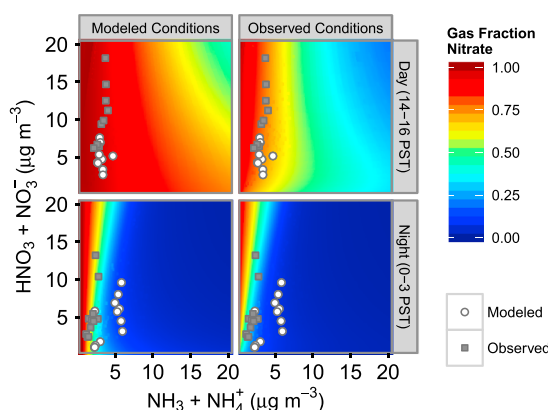 Modeled Conditions
Observed Conditions
Gas Fraction
Nitrate
1.00
0.75
0.50
0.25
0.00
20
15
10
5
20
15
10
5
HNO₃ + NO₃⁻ (μg m⁻³)
Day (14−16 PST)
Night (0−3 PST)
5 10 15 20 5 10 15 20
NH₃ + NH₄⁺ (μg m⁻³)
Modeled
Observed